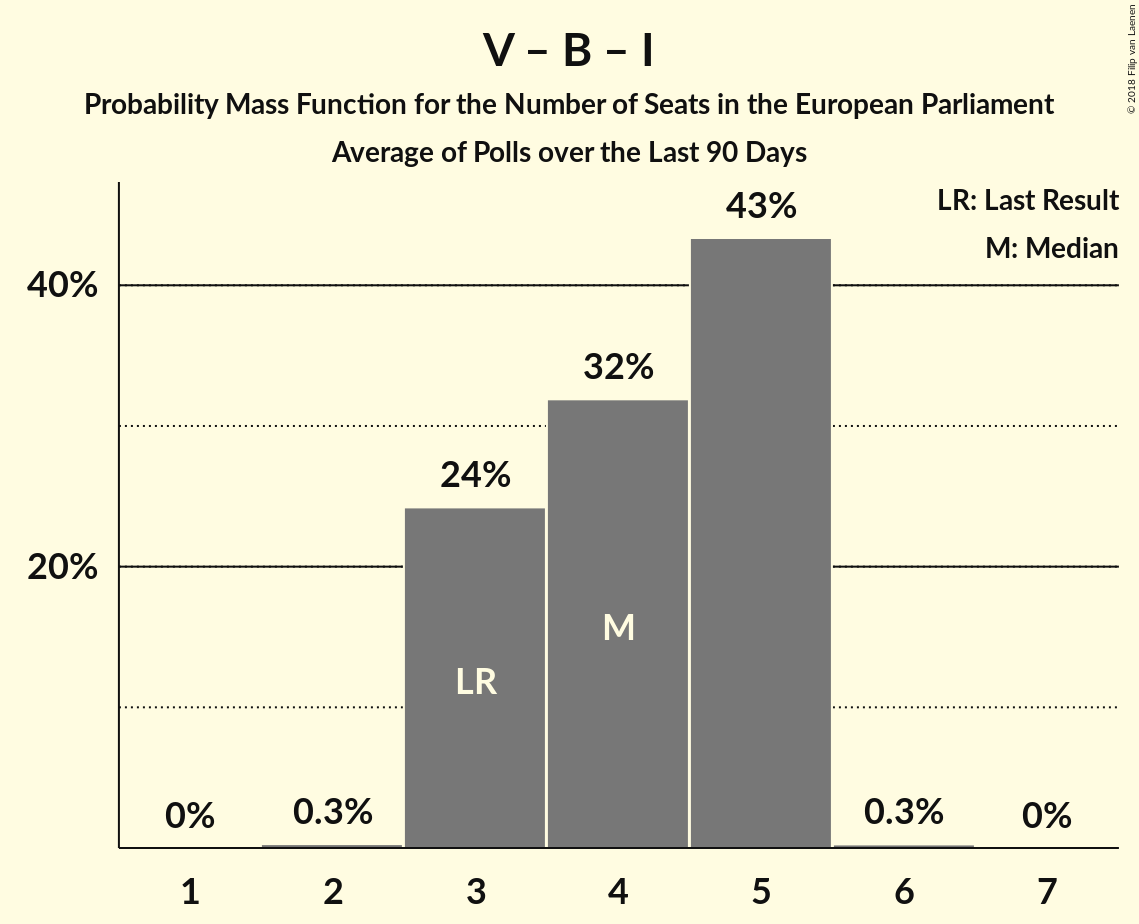 V – B – I
Probability Mass Function for the Number of Seats in the European Parliament
Average of Polls over the Last 90 Days
© 2018 Filip van Laenen
LR: Last Result
M: Median
43%
40%
32%
24%
20%
M
LR
0%
0.3%
0.3%
0%
1 2 3 4 5 6 7